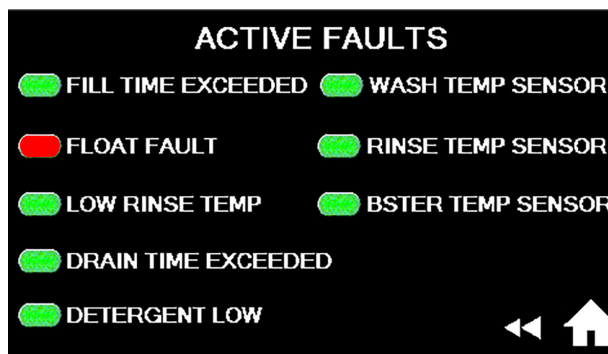 ACTIVE FAULTS
FILL TIME EXCEEDED
WASH TEMP SENSOR
FLOAT FAULT
RINSE TEMP SENSOR
LOW RINSE TEMP
BSTER TEMP SENSOR
DRAIN TIME EXCEEDED
DETERGENT LOW